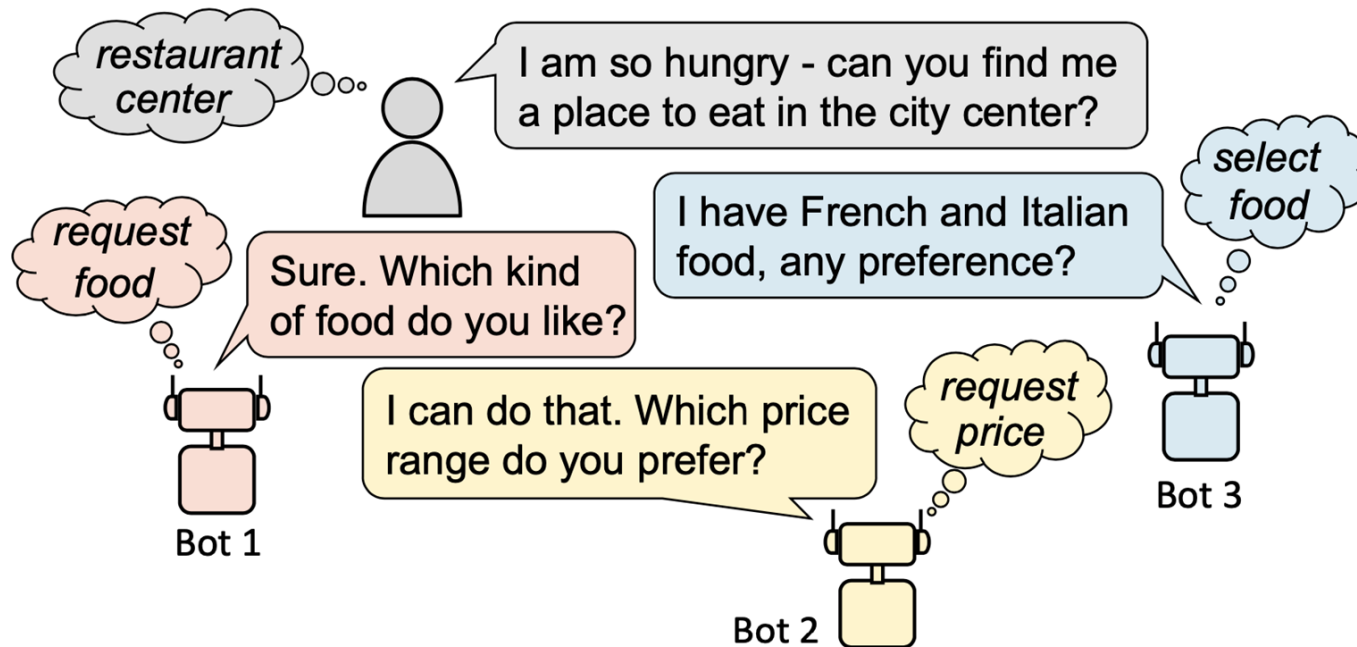 restaurant
center
I am so hungry - can you find me
a place to eat in the city center?
select
food
I have French and Italian
food, any preference?
request
food
Sure. Which kind
of food do you like?
I can do that. Which price
range do you prefer?
request
price
Bot 1
Bot 2
Bot 3